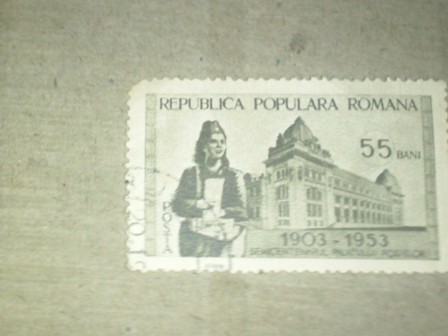 REPUBLICA POPULARA ROMANA
55 BANI
POSTA
1903-1953
SEMICENTENARUL PALATULUI POSTELOR